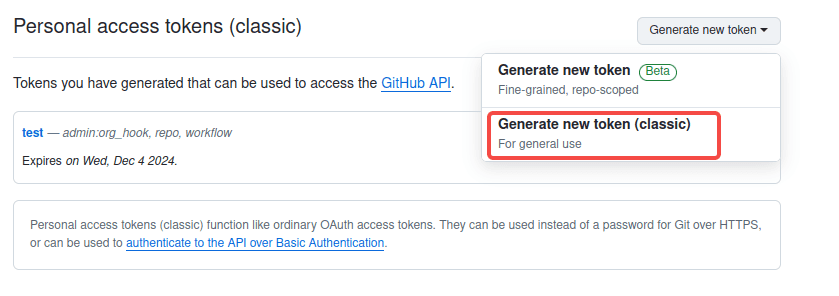 Personal access tokens (classic)
Generate new token
Generate new token Beta
Fine-grained, repo-scoped
Generate new token (classic)
For general use
Tokens you have generated that can be used to access the GitHub API.
test — admin:org_hook, repo, workflow
Expires on Wed, Dec 4 2024.
Personal access tokens (classic) function like ordinary OAuth access tokens. They can be used instead of a password for Git over HTTPS,
or can be used to authenticate to the API over Basic Authentication.